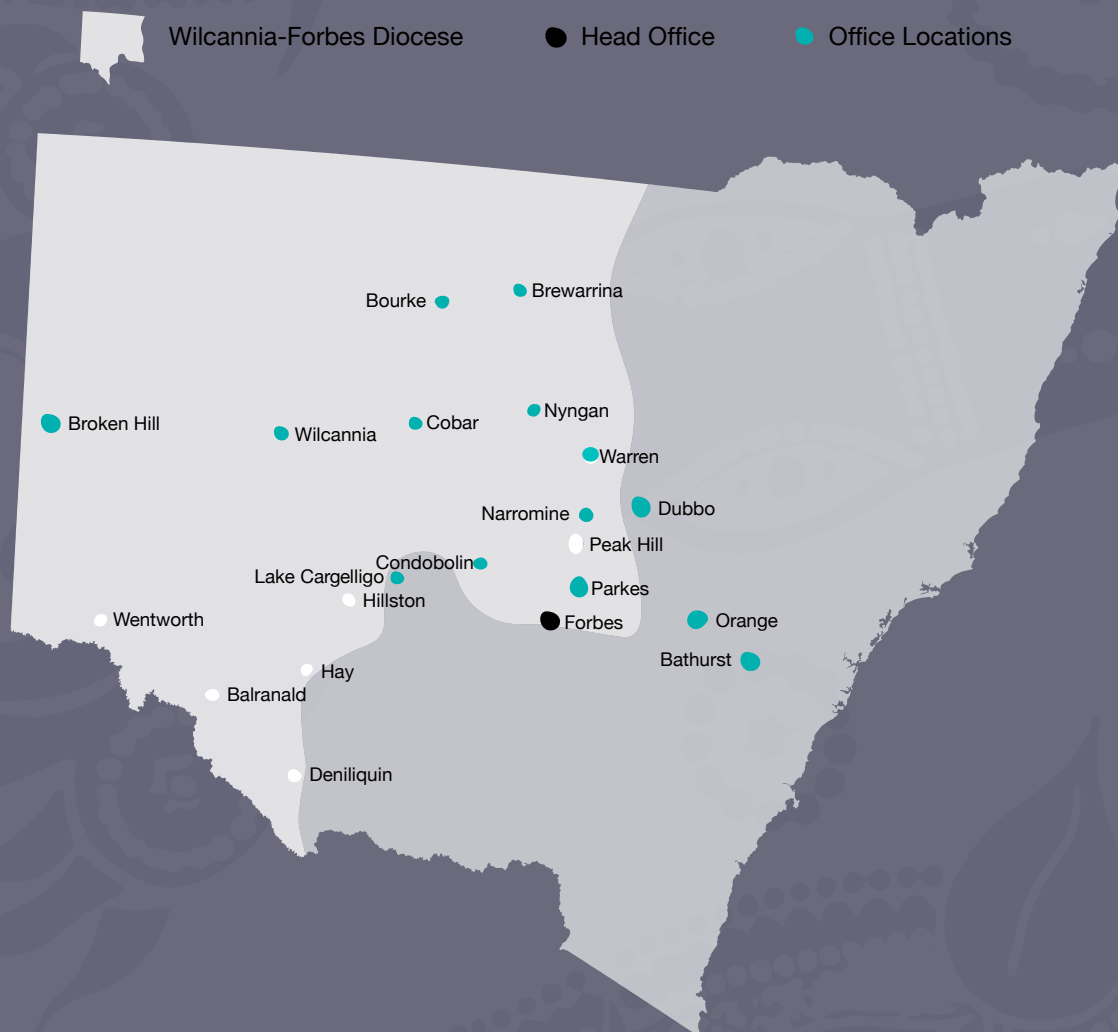 Wilcannia-Forbes Diocese
Head Office
Office Locations
Brewarrina
Bourke
Nyngan
Broken Hill
Cobar
Wilcannia
Warren
Dubbo
Narromine
Peak Hill
Condobolin
Lake Cargelligo
Parkes
Hillston
Wentworth
Forbes
Orange
Bathurst
Hay
Balranald
Deniliquin